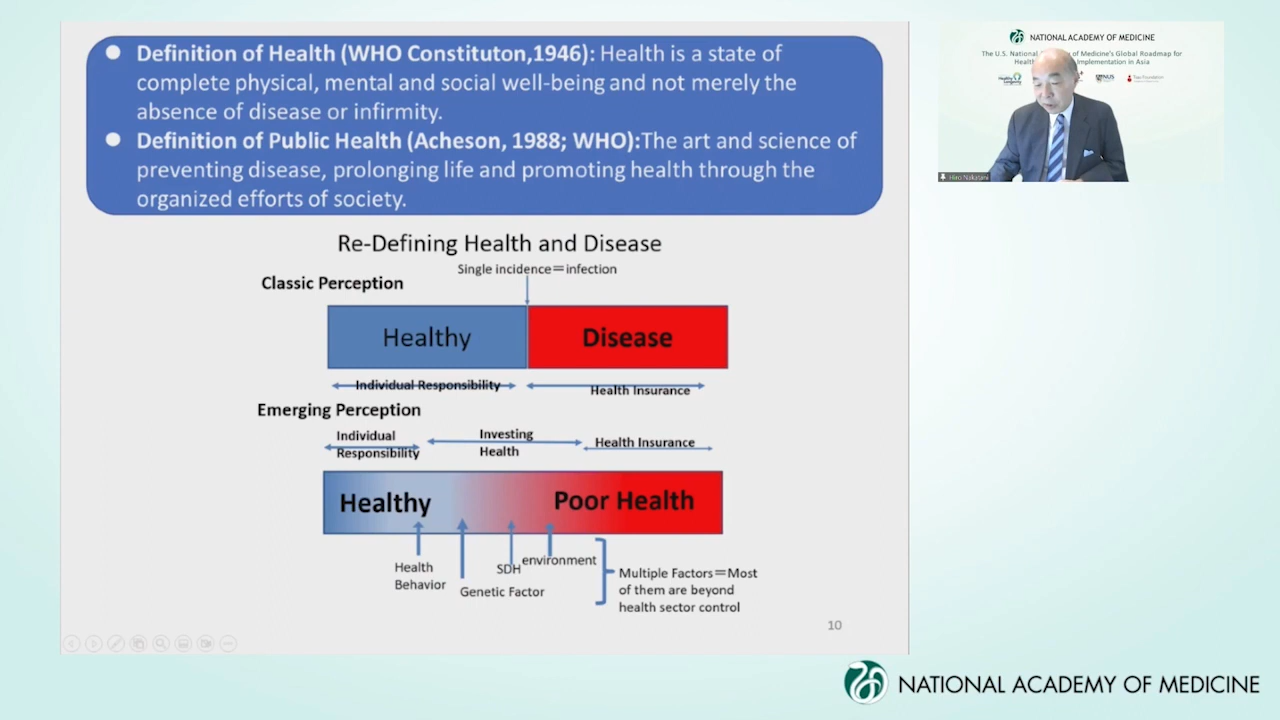 Definition of Health (WHO Constituton,1946): Health is a state of
complete physical, mental and social well-being and not merely the
absence of disease or infirmity.
Definition of Public Health (Acheson, 1988; WHO):The art and science of
preventing disease, prolonging life and promoting health through the
organized efforts of society.
Re-Defining Health and Disease
Single incidence=infection
Classic Perception
Healthy
Disease
Individual Responsibility
Health Insurance
Emerging Perception
Individual
Responsibility
Investing
Health
Health Insurance
Healthy
Poor Health
Health
Behavior
Genetic Factor
SDH
environment
Multiple Factors=Most
of them are beyond
health sector control
10
NATIONAL ACADEMY OF MEDICINE
The U.S. National of Medicine's Global Roadmap for
Health Implementation in Asia
NUS
Tsao Foundation
Hiro Nakatani
NATIONAL ACADEMY OF MEDICINE